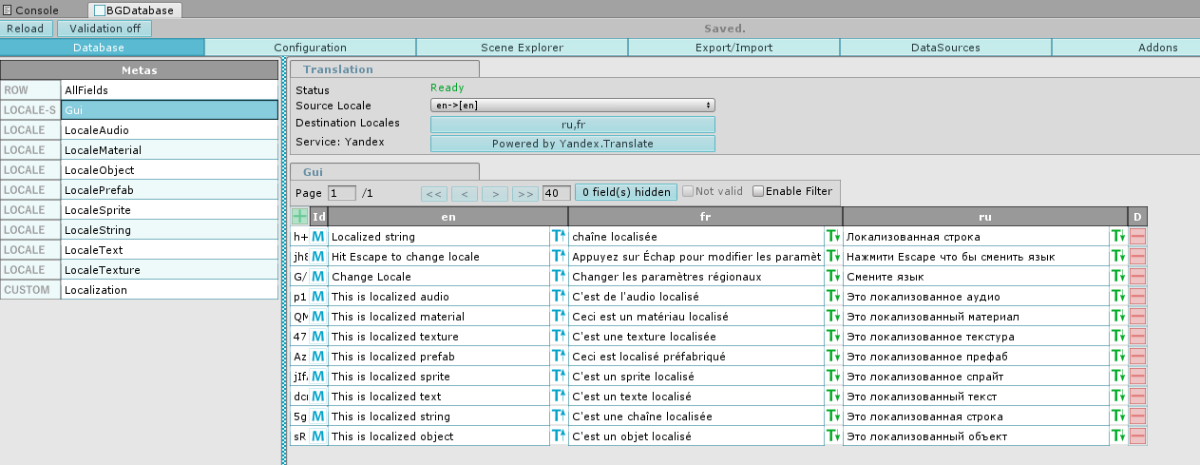 Console BGDatabase
Reload Validation off Saved.
Database Configuration Scene Explorer Export/Import DataSources Addons
Metas
ROW AllFields
LOCALE-S Gui
LOCALE LocaleAudio
LOCALE LocaleMaterial
LOCALE LocaleObject
LOCALE LocalePrefab
LOCALE LocaleSprite
LOCALE LocaleString
LOCALE LocaleText
LOCALE LocaleTexture
CUSTOM Localization
Translation
Status Ready
Source Locale en->[en]
Destination Locales ru,fr
Service: Yandex Powered by Yandex.Translate
Gui
Page 1 /1 << < > >> 40 0 field(s) hidden Not valid Enable Filter
Id en fr ru D
h+ M Localized string T chaîne localisée T Локализованная строка
jh8 M Hit Escape to change locale T Appuyez sur Échap pour modifier les paramèt T Нажмити Escape что бы сменить язык
G/ M Change Locale T Changer les paramètres régionaux T Смените язык
p1 M This is localized audio T C'est de l'audio localisé T Это локализованное аудио
QM M This is localized material T Ceci est un matériau localisé T Это локализованный материал
47 M This is localized texture T C'est une texture localisée T Это локализованное текстура
Az M This is localized prefab T Ceci est localisé préfabriqué T Это локализованное префаб
jIf. M This is localized sprite T C'est un sprite localisé T Это локализованное спрайт
dcr M This is localized text T C'est un texte localisé T Это локализованный текст
5g M This is localized string T C'est une chaîne localisée T Это локализованная строка
sR M This is localized object T C'est un objet localisé T Это локализованный объект